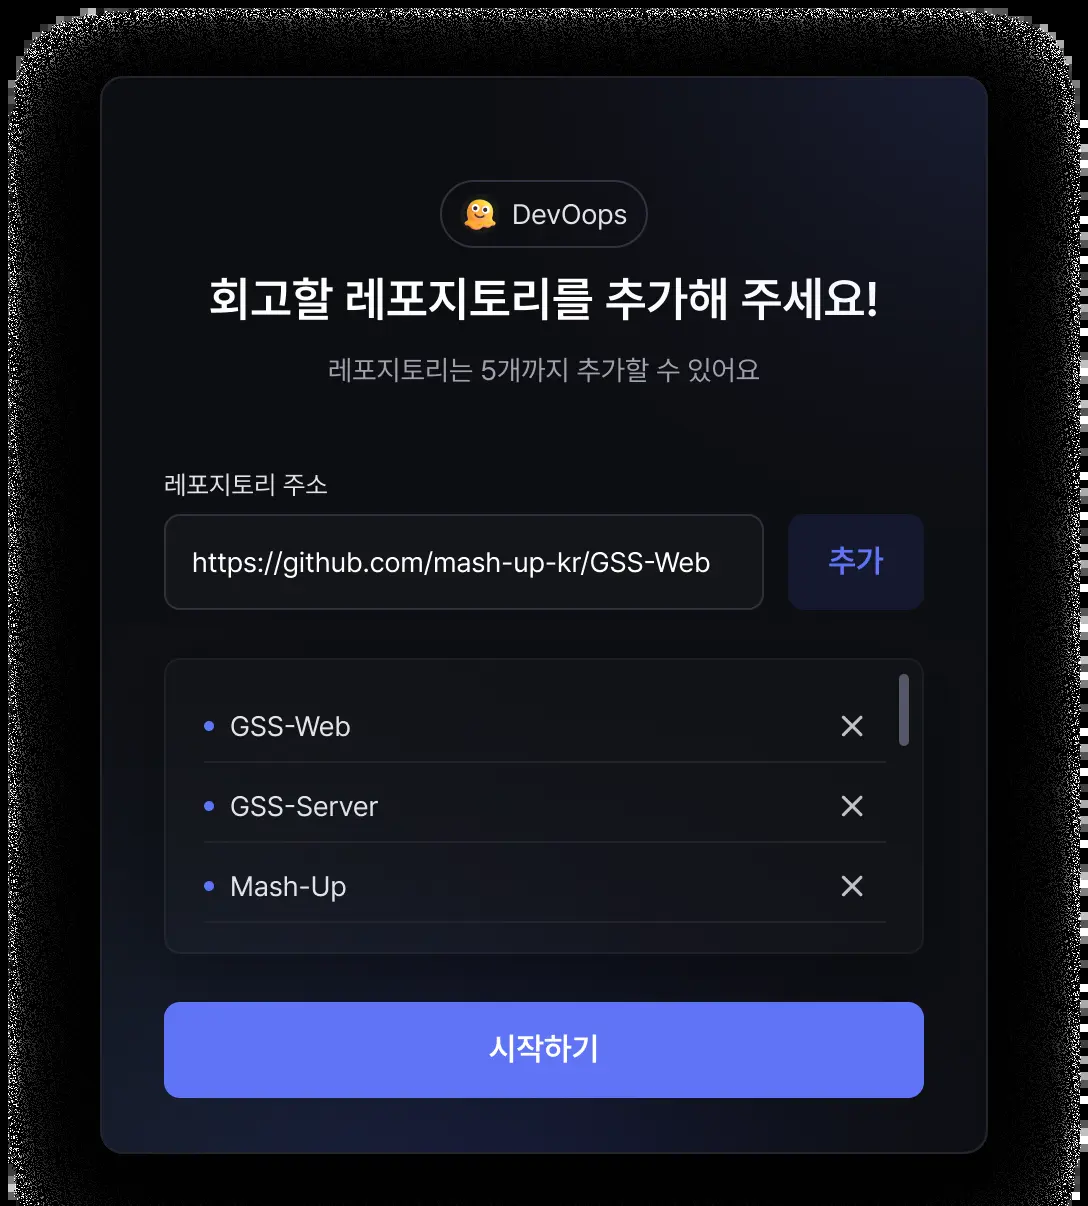 DevOops
회고할 레포지토리를 추가해 주세요!
레포지토리는 5개까지 추가할 수 있어요
레포지토리 주소
https://github.com/mash-up-kr/GSS-Web
추가
GSS-Web
GSS-Server
Mash-Up
시작하기